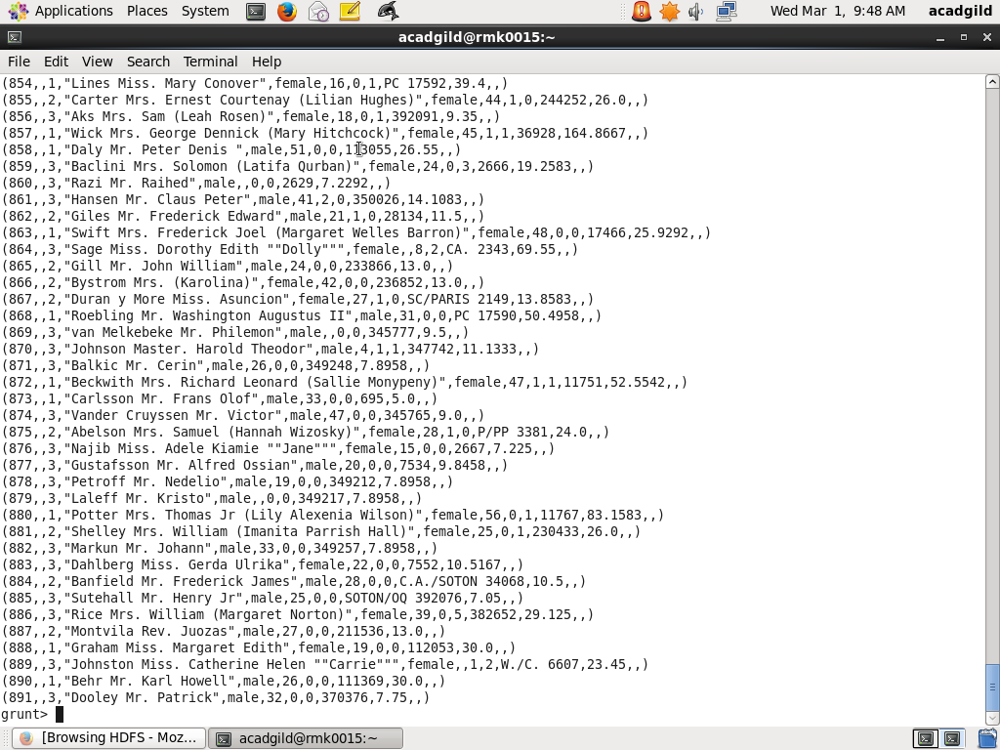 Applications Places System Wed Mar 1, 9:48 AM acadgild
acadgild@rmk0015:~
File Edit View Search Terminal Help
(854,,1,"Lines Miss. Mary Conover",female,16,0,1,PC 17592,39.4,,)
(855,,2,"Carter Mrs. Ernest Courtenay (Lilian Hughes)",female,44,1,0,244252,26.0,,)
(856,,3,"Aks Mrs. Sam (Leah Rosen)",female,18,0,1,392091,9.35,,)
(857,,1,"Wick Mrs. George Dennick (Mary Hitchcock)",female,45,1,1,36928,164.8667,,)
(858,,1,"Daly Mr. Peter Denis ",male,51,0,0,113055,26.55,,)
(859,,3,"Baclini Mrs. Solomon (Latifa Qurban)",female,24,0,3,2666,19.2583,,)
(860,,3,"Razi Mr. Raihed",male,,0,0,2629,7.2292,,)
(861,,3,"Hansen Mr. Claus Peter",male,41,2,0,350026,14.1083,,)
(862,,2,"Giles Mr. Frederick Edward",male,21,1,0,28134,11.5,,)
(863,,1,"Swift Mrs. Frederick Joel (Margaret Welles Barron)",female,48,0,0,17466,25.9292,,)
(864,,3,"Sage Miss. Dorothy Edith ""Dolly""",female,,8,2,CA. 2343,69.55,,)
(865,,2,"Gill Mr. John William",male,24,0,0,233866,13.0,,)
(866,,2,"Bystrom Mrs. (Karolina)",female,42,0,0,236852,13.0,,)
(867,,2,"Duran y More Miss. Asuncion",female,27,1,0,SC/PARIS 2149,13.8583,,)
(868,,1,"Roebling Mr. Washington Augustus II",male,31,0,0,PC 17590,50.4958,,)
(869,,3,"van Melkebeke Mr. Philemon",male,,0,0,345777,9.5,,)
(870,,3,"Johnson Master. Harold Theodor",male,4,1,1,347742,11.1333,,)
(871,,3,"Balkic Mr. Cerin",male,26,0,0,349248,7.8958,,)
(872,,1,"Beckwith Mrs. Richard Leonard (Sallie Monypeny)",female,47,1,1,11751,52.5542,,)
(873,,1,"Carlsson Mr. Frans Olof",male,33,0,0,695,5.0,,)
(874,,3,"Vander Cruyssen Mr. Victor",male,47,0,0,345765,9.0,,)
(875,,2,"Abelson Mrs. Samuel (Hannah Wizosky)",female,28,1,0,P/PP 3381,24.0,,)
(876,,3,"Najib Miss. Adele Kiamie ""Jane""",female,15,0,0,2667,7.225,,)
(877,,3,"Gustafsson Mr. Alfred Ossian",male,20,0,0,7534,9.8458,,)
(878,,3,"Petroff Mr. Nedelio",male,19,0,0,349212,7.8958,,)
(879,,3,"Laleff Mr. Kristo",male,,0,0,349217,7.8958,,)
(880,,1,"Potter Mrs. Thomas Jr (Lily Alexenia Wilson)",female,56,0,1,11767,83.1583,,)
(881,,2,"Shelley Mrs. William (Imanita Parrish Hall)",female,25,0,1,230433,26.0,,)
(882,,3,"Markun Mr. Johann",male,33,0,0,349257,7.8958,,)
(883,,3,"Dahlberg Miss. Gerda Ulrika",female,22,0,0,7552,10.5167,,)
(884,,2,"Banfield Mr. Frederick James",male,28,0,0,C.A./SOTON 34068,10.5,,)
(885,,3,"Sutehall Mr. Henry Jr",male,25,0,0,SOTON/OQ 392076,7.05,,)
(886,,3,"Rice Mrs. William (Margaret Norton)",female,39,0,5,382652,29.125,,)
(887,,2,"Montvila Rev. Juozas",male,27,0,0,211536,13.0,,)
(888,,1,"Graham Miss. Margaret Edith",female,19,0,0,112053,30.0,,)
(889,,3,"Johnston Miss. Catherine Helen ""Carrie""",female,,1,2,W./C. 6607,23.45,,)
(890,,1,"Behr Mr. Karl Howell",male,26,0,0,111369,30.0,,)
(891,,3,"Dooley Mr. Patrick",male,32,0,0,370376,7.75,,)
grunt>
[Browsing HDFS - Moz... acadgild@rmk0015:~